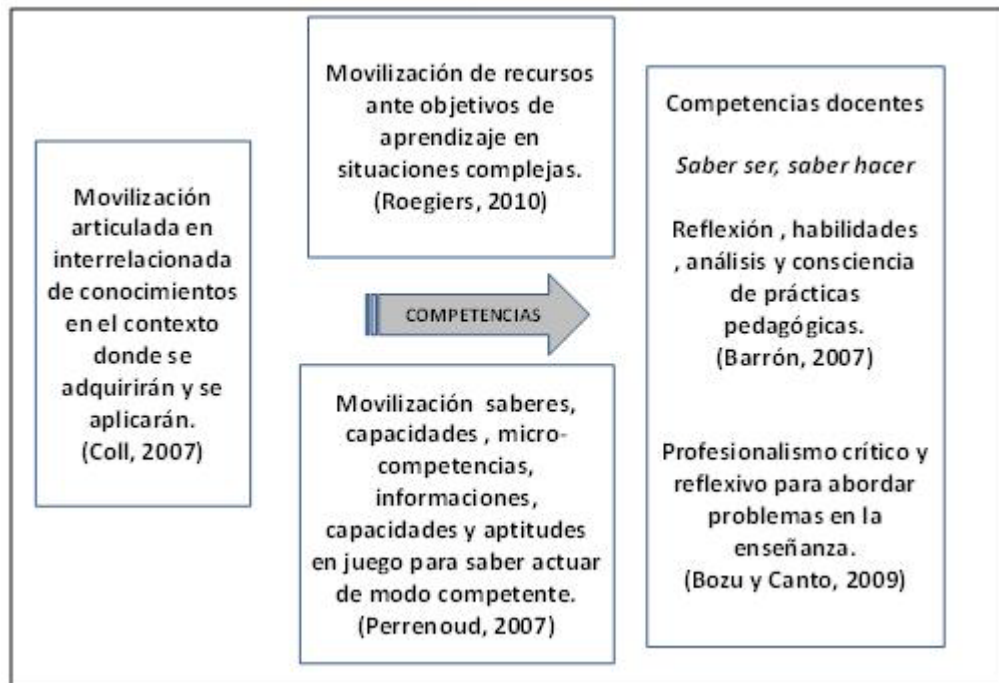 Movilización
articulada en
interrelacionada
de conocimientos
en el contexto
donde se
adquirirán y se
aplicarán.
(Coll, 2007)
Movilización de recursos
ante objetivos de
aprendizaje en
situaciones complejas.
(Roegiers, 2010)
COMPETENCIAS
Movilización saberes,
capacidades , micro-
competencias,
informaciones,
capacidades y aptitudes
en juego para saber actuar
de modo competente.
(Perrenoud, 2007)
Competencias docentes
Saber ser, saber hacer
Reflexión , habilidades
, análisis y consciencia
de prácticas
pedagógicas.
(Barrón, 2007)
Profesionalismo crítico y
reflexivo para abordar
problemas en la
enseñanza.
(Bozu y Canto, 2009)